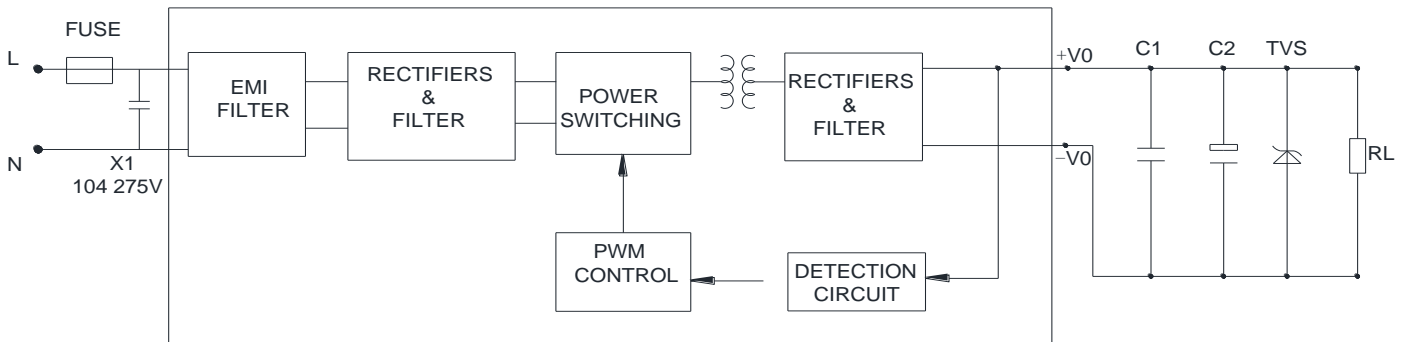 FUSE
L
N
X1
104 275V
EMI
FILTER
RECTIFIERS
&
FILTER
POWER
SWITCHING
RECTIFIERS
&
FILTER
+V0
−V0
C1
C2
TVS
RL
PWM
CONTROL
DETECTION
CIRCUIT